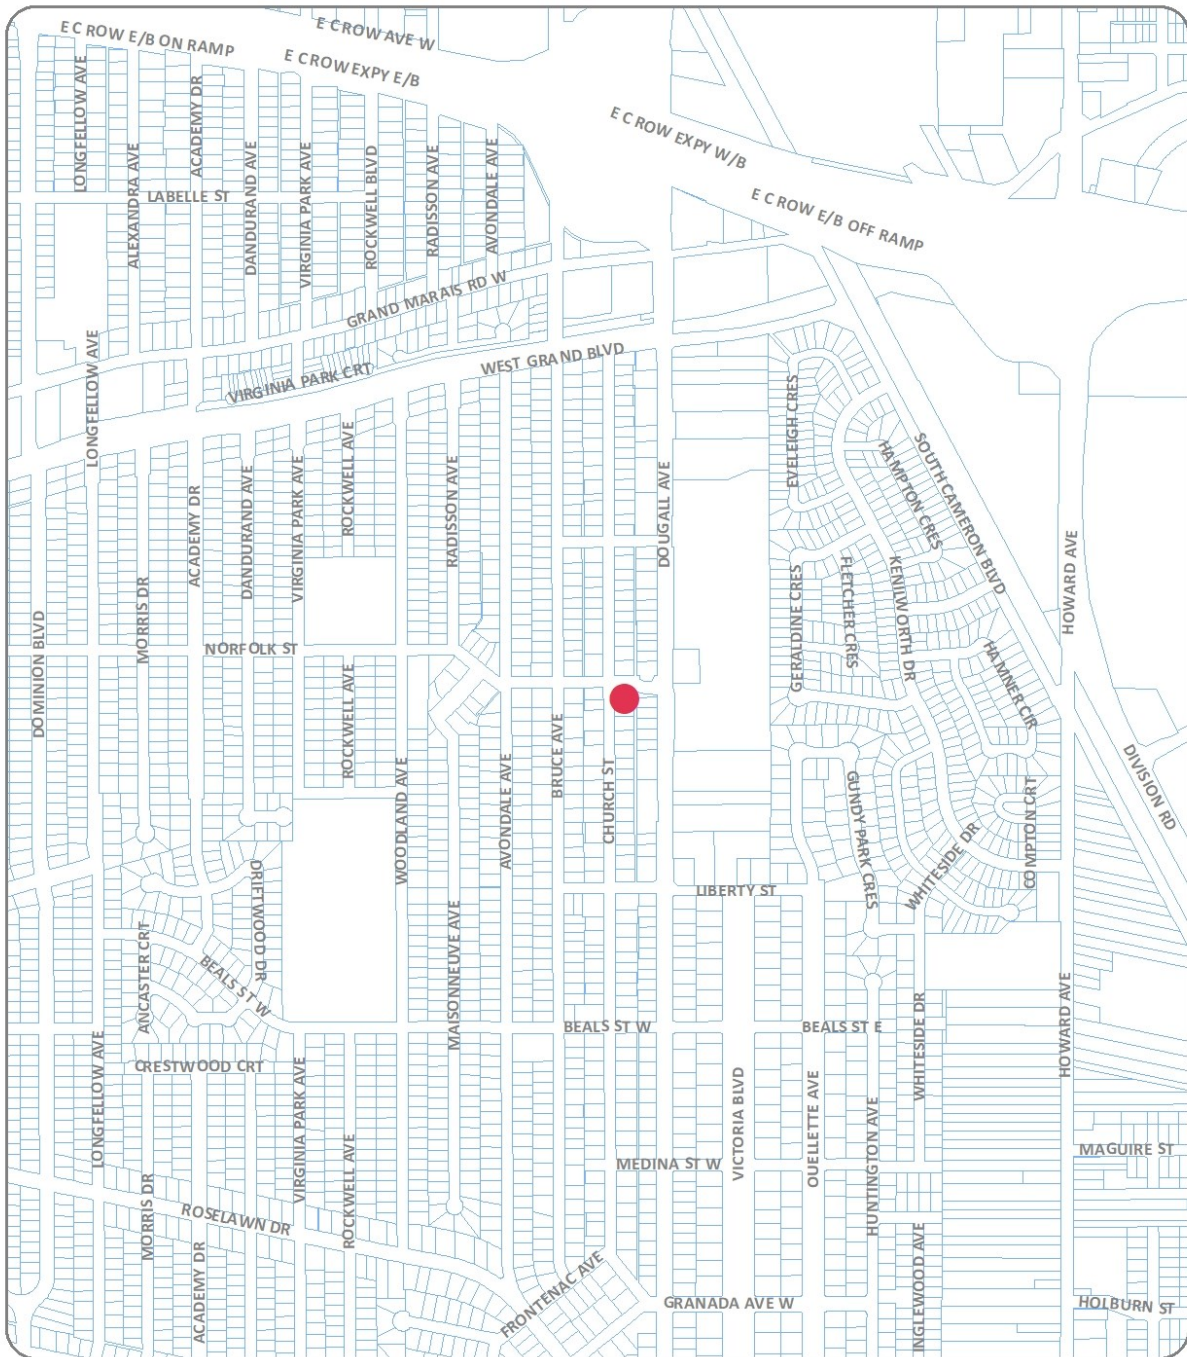 E C ROW AVE W
E C ROW E/B ON RAMP
E C ROW EXPY E/B
LONGFELLOW AVE
ACADEMY DR
E C ROW EXPY W/B
ALEXANDRA AVE
DANDURAND AVE
VIRGINIA PARK AVE
ROCKWELL BLVD
RADISSON AVE
AVONDALE AVE
LABELLE ST
E C ROW E/B OFF RAMP
GRAND MARAIS RD W
WEST GRAND BLVD
VIRGINIA PARK CRT
LONGFELLOW AVE
EVELEIGH CRES
ROCKWELL AVE
HAMPTON CRES
SOUTH CAMERON BLVD
DOUGALL AVE
RADISSON AVE
VIRGINIA PARK AVE
DANDURAND AVE
ACADEMY DR
HOWARD AVE
MORRIS DR
GERALDINE CRES
FLETCHER CRES
KENILWORTH DR
DOMINION BLVD
NORFOLK ST
HAMNER CIR
ROCKWELL AVE
BRUCE AVE
DIVISION RD
WOODLAND AVE
AVONDALE AVE
CHURCH ST
GUNDY PARK CRES
COMPTON CRT
WHITESIDE DR
LIBERTY ST
DRIFTWOOD DR
MAISONNEUVE AVE
ANCASTER CRT
BEALS ST W
BEALS ST W
BEALS ST E
WHITESIDE DR
HOWARD AVE
CRESTWOOD CRT
LONGFELLOW AVE
VIRGINIA PARK AVE
VICTORIA BLVD
OUELLETTE AVE
HUNTINGTON AVE
MAGUIRE ST
MEDINA ST W
ROCKWELL AVE
MORRIS DR
ROSELAWN DR
ACADEMY DR
FRONTENAC AVE
GRANADA AVE W
INGLEWOOD AVE
HOLBURN ST